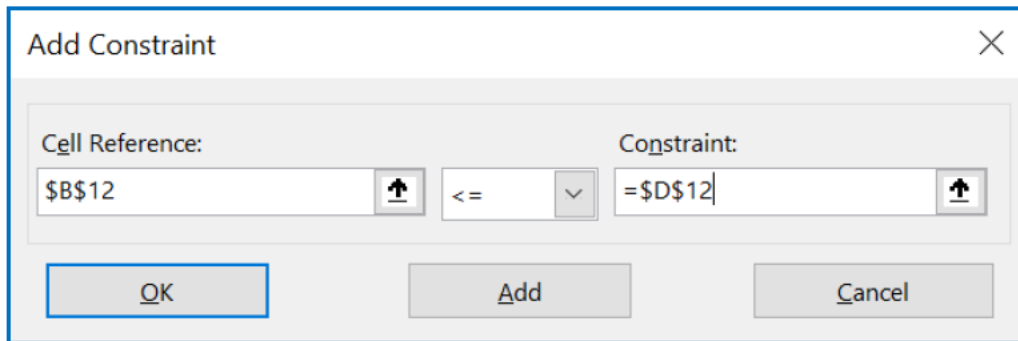 Add Constraint
Cell Reference: Constraint:
$B$12 <= =$D$12
OK Add Cancel